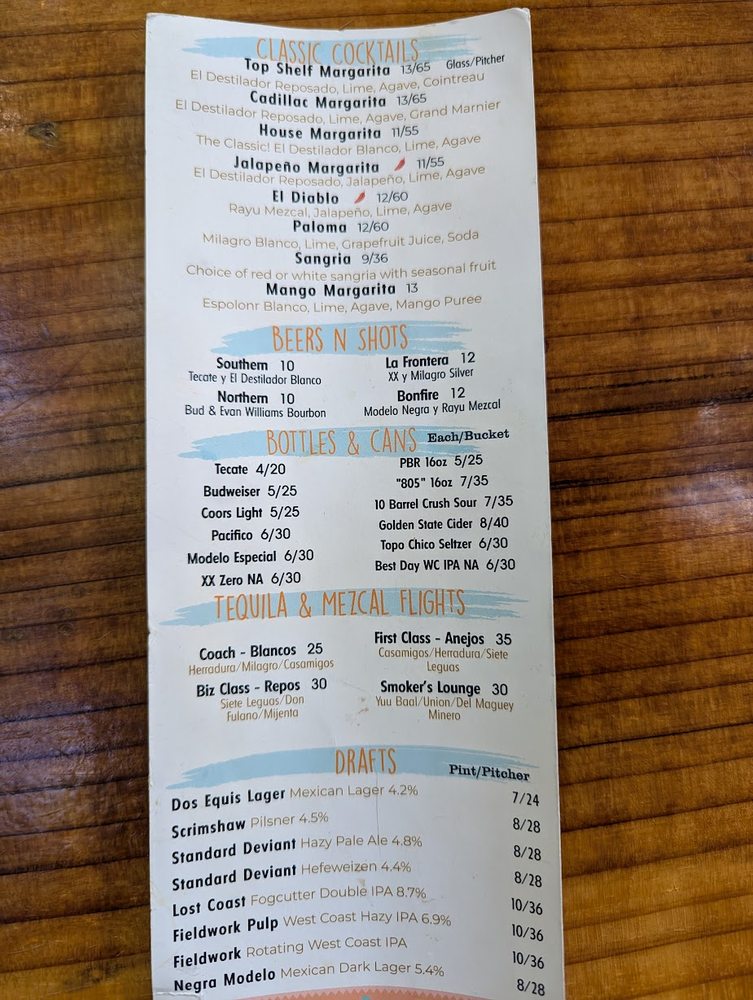 CLASSIC COCKTAILS
Top Shelf Margarita 13/65 Glass/Pitcher
El Destilador Reposado, Lime, Agave, Cointreau
Cadillac Margarita 13/65
El Destilador Reposado, Lime, Agave, Grand Marnier
House Margarita 11/55
The Classic! El Destilador Blanco, Lime, Agave
Jalapeño Margarita 11/55
El Destilador Reposado, Jalapeño, Lime, Agave
El Diablo 12/60
Rayu Mezcal, Jalapeño, Lime, Agave
Paloma 12/60
Milagro Blanco, Lime, Grapefruit Juice, Soda
Sangria 9/36
Choice of red or white sangria with seasonal fruit
Mango Margarita 13
Espolonr Blanco, Lime, Agave, Mango Puree
BEERS N SHOTS
Southern 10
Tecate y El Destilador Blanco
Northern 10
Bud & Evan Williams Bourbon
La Frontera 12
XX y Milagro Silver
Bonfire 12
Modelo Negra y Rayu Mezcal
BOTTLES & CANS Each/Bucket
Tecate 4/20
Budweiser 5/25
Coors Light 5/25
Pacifico 6/30
Modelo Especial 6/30
XX Zero NA 6/30
PBR 16oz 5/25
"805" 16oz 7/35
10 Barrel Crush Sour 7/35
Golden State Cider 8/40
Topo Chico Seltzer 6/30
Best Day WC IPA NA 6/30
TEQUILA & MEZCAL FLIGHTS
Coach - Blancos 25
Herradura/Milagro/Casamigos
Biz Class - Repos 30
Siete Leguas/Don
Fulano/Mijenta
First Class - Anejos 35
Casamigos/Herradura/Siete
Leguas
Smoker's Lounge 30
Yuu Baal/Union/Del Maguey
Minero
DRAFTS Pint/Pitcher
Dos Equis Lager Mexican Lager 4.2% 7/24
Scrimshaw Pilsner 4.5% 8/28
Standard Deviant Hazy Pale Ale 4.8% 8/28
Standard Deviant Hefeweizen 4.4% 8/28
Lost Coast Fogcutter Double IPA 8.7% 10/36
Fieldwork Pulp West Coast Hazy IPA 6.9% 10/36
Fieldwork Rotating West Coast IPA 10/36
Negra Modelo Mexican Dark Lager 5.4% 8/28